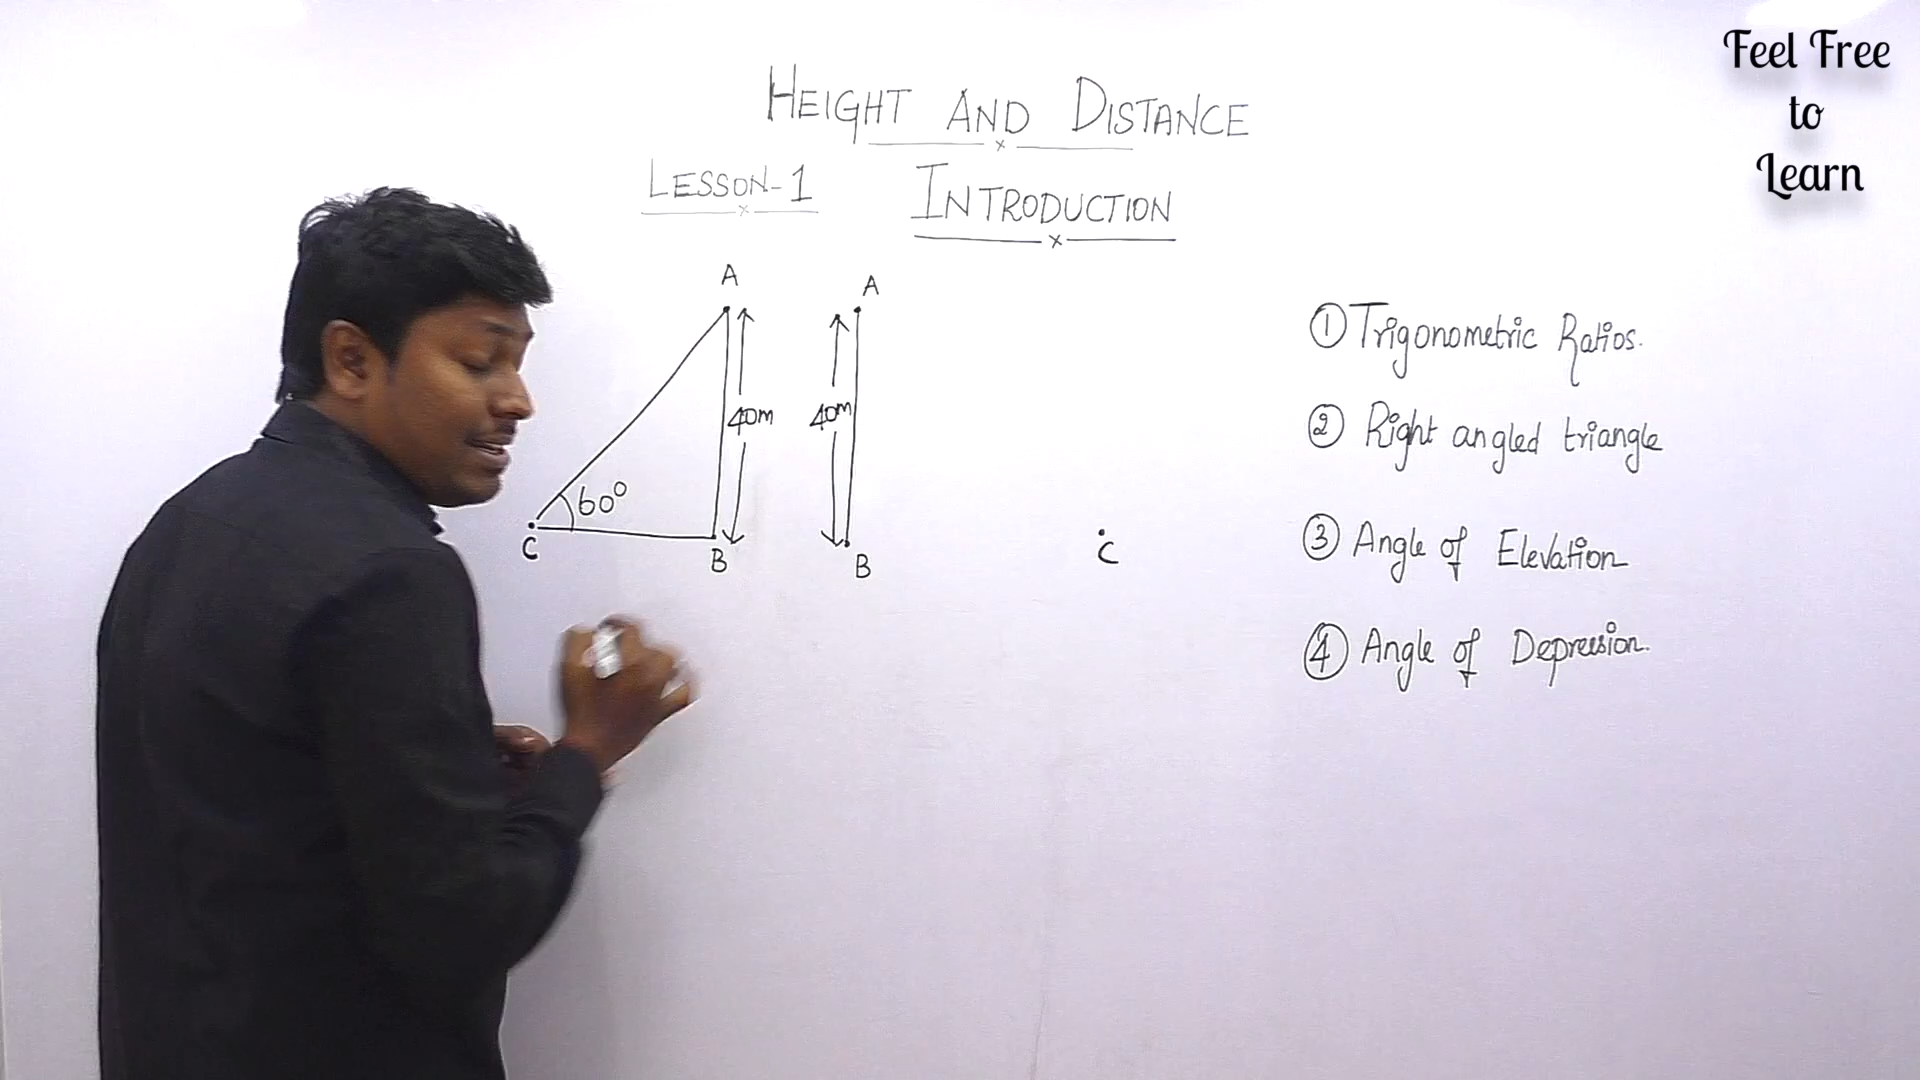 Feel Free
to
Learn
HEIGHT AND DISTANCE
LESSON-1 INTRODUCTION
A
A
40m
40m
60°
C
B
B
C
① Trigonometric Ratios.
② Right angled triangle
③ Angle of Elevation
④ Angle of Depression.